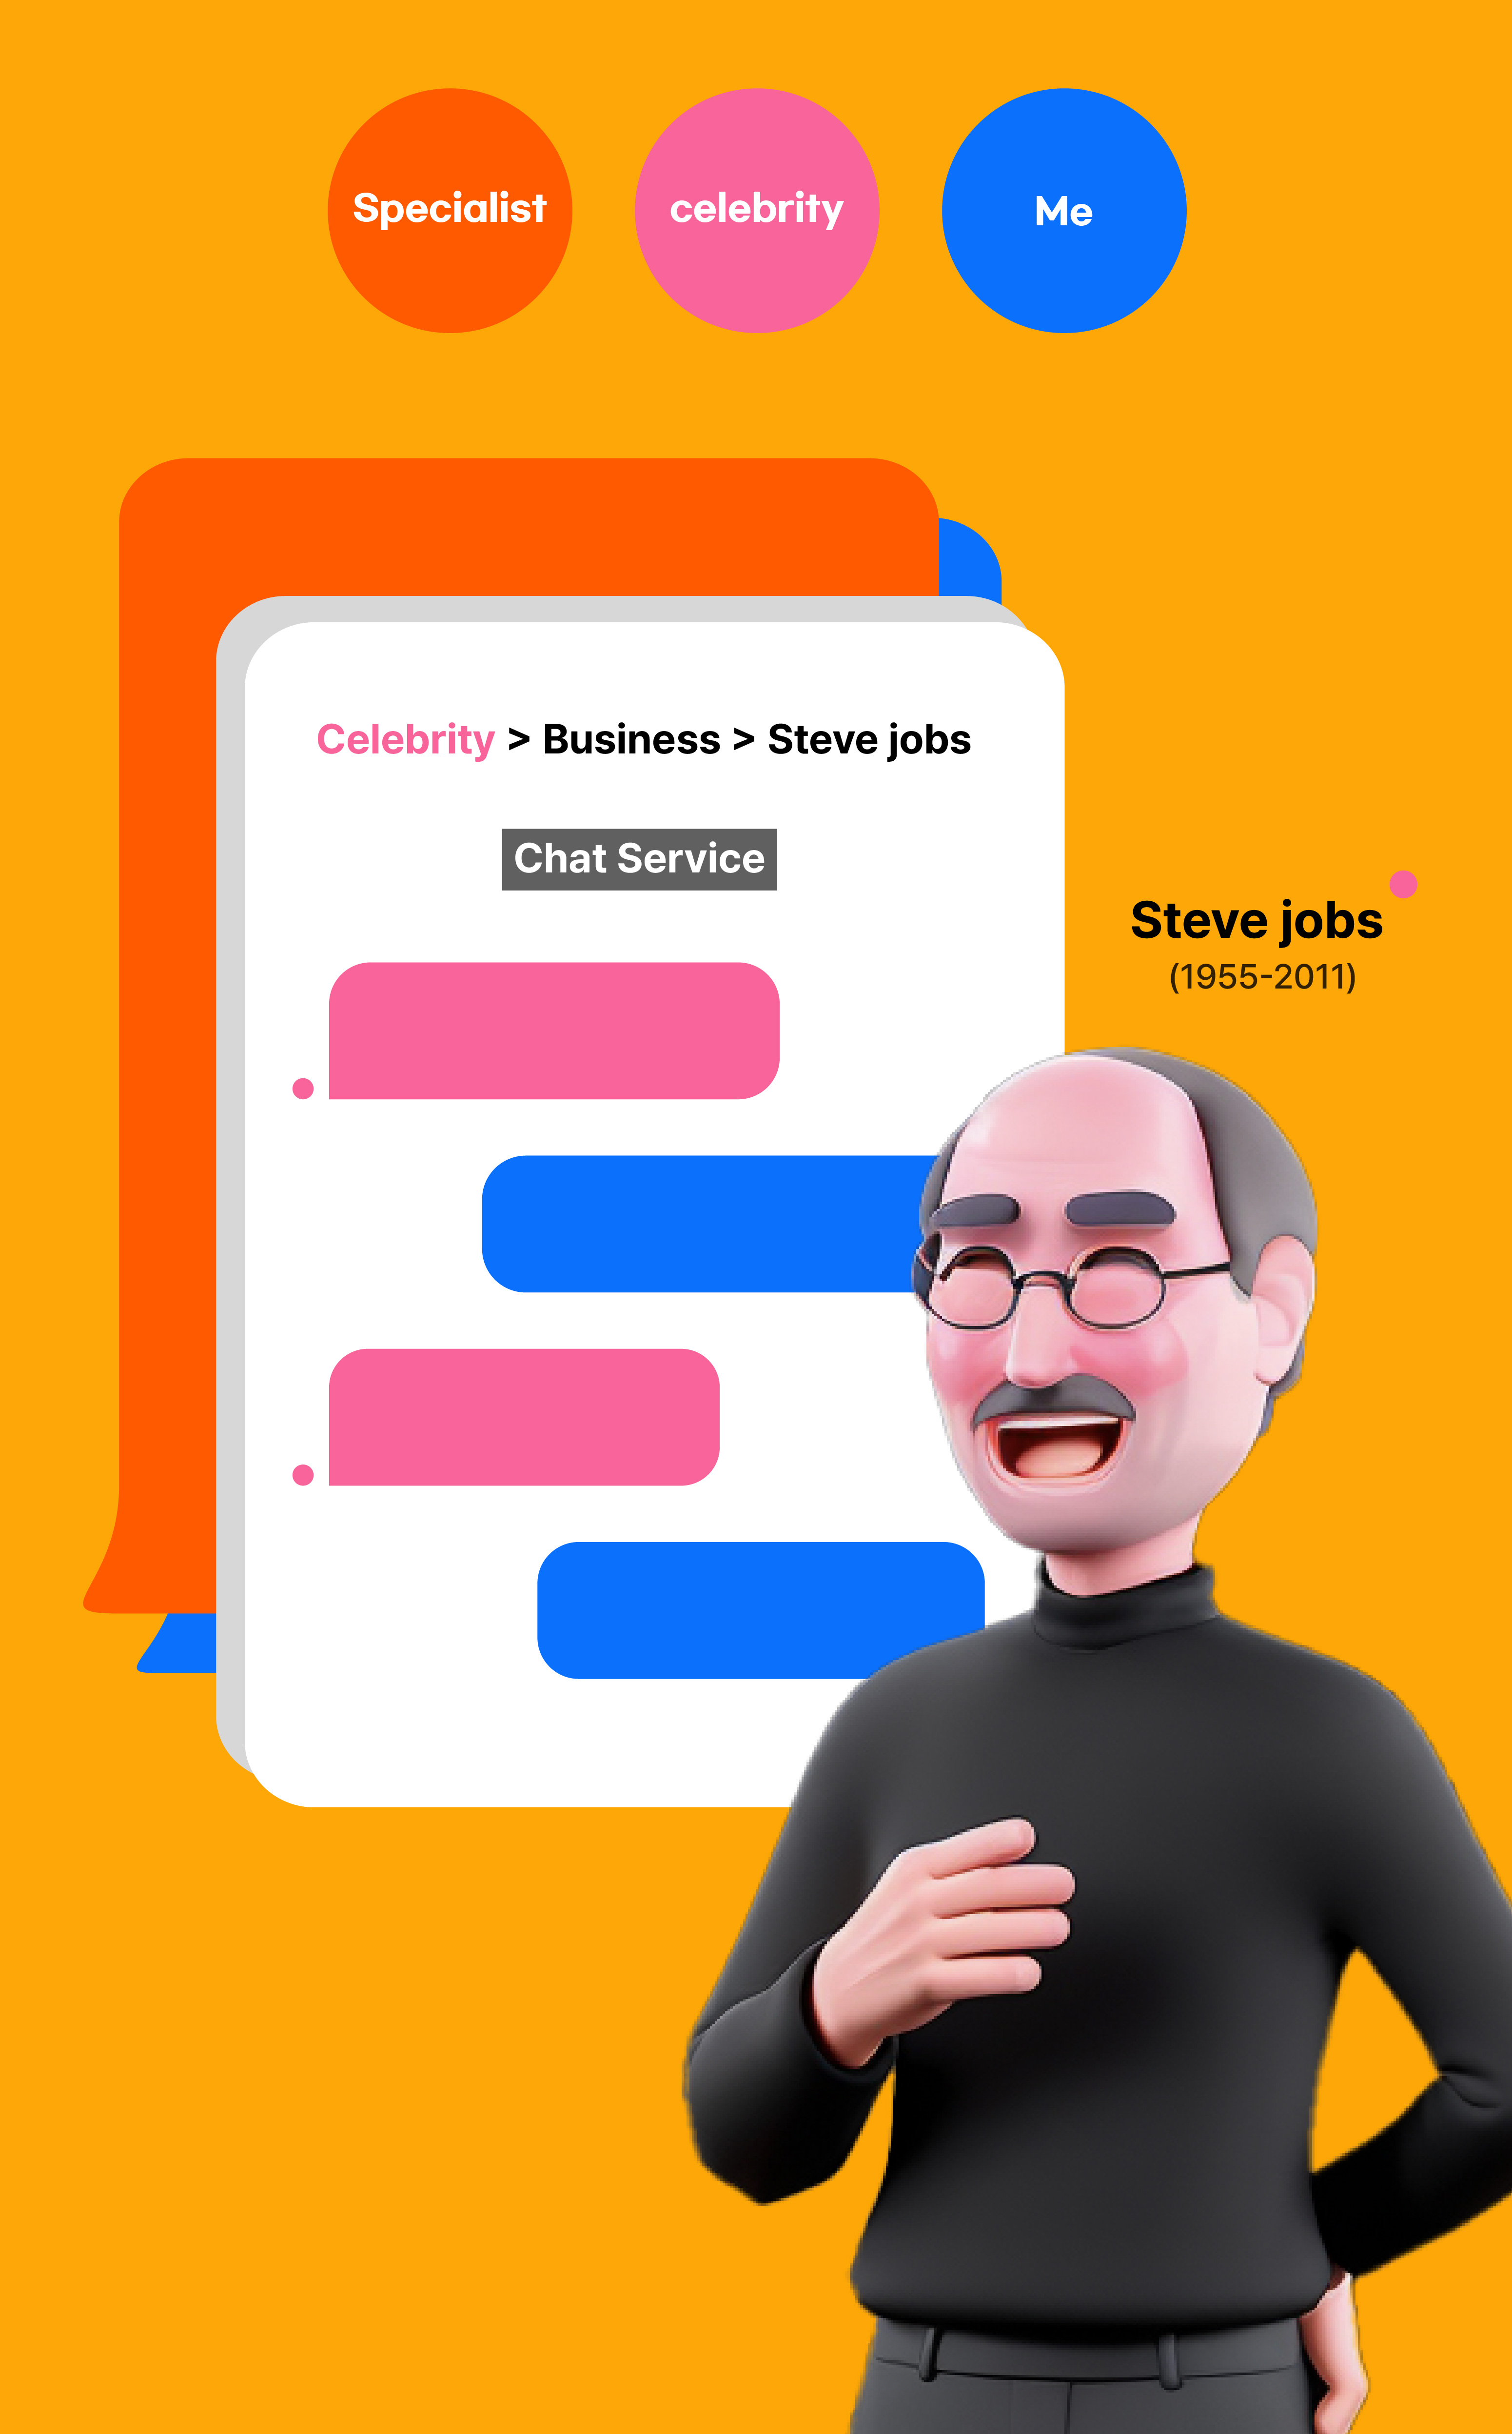 Specialist
celebrity
Me
Celebrity > Business > Steve jobs
Chat Service
Steve jobs
(1955-2011)